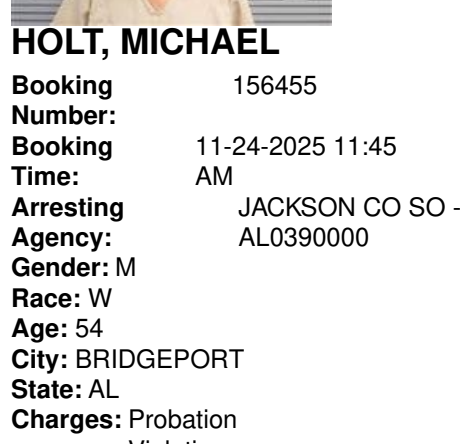 HOLT, MICHAEL
Booking 156455
Number:
Booking 11-24-2025 11:45
Time: AM
Arresting JACKSON CO SO -
Agency: AL0390000
Gender: M
Race: W
Age: 54
City: BRIDGEPORT
State: AL
Charges: Probation